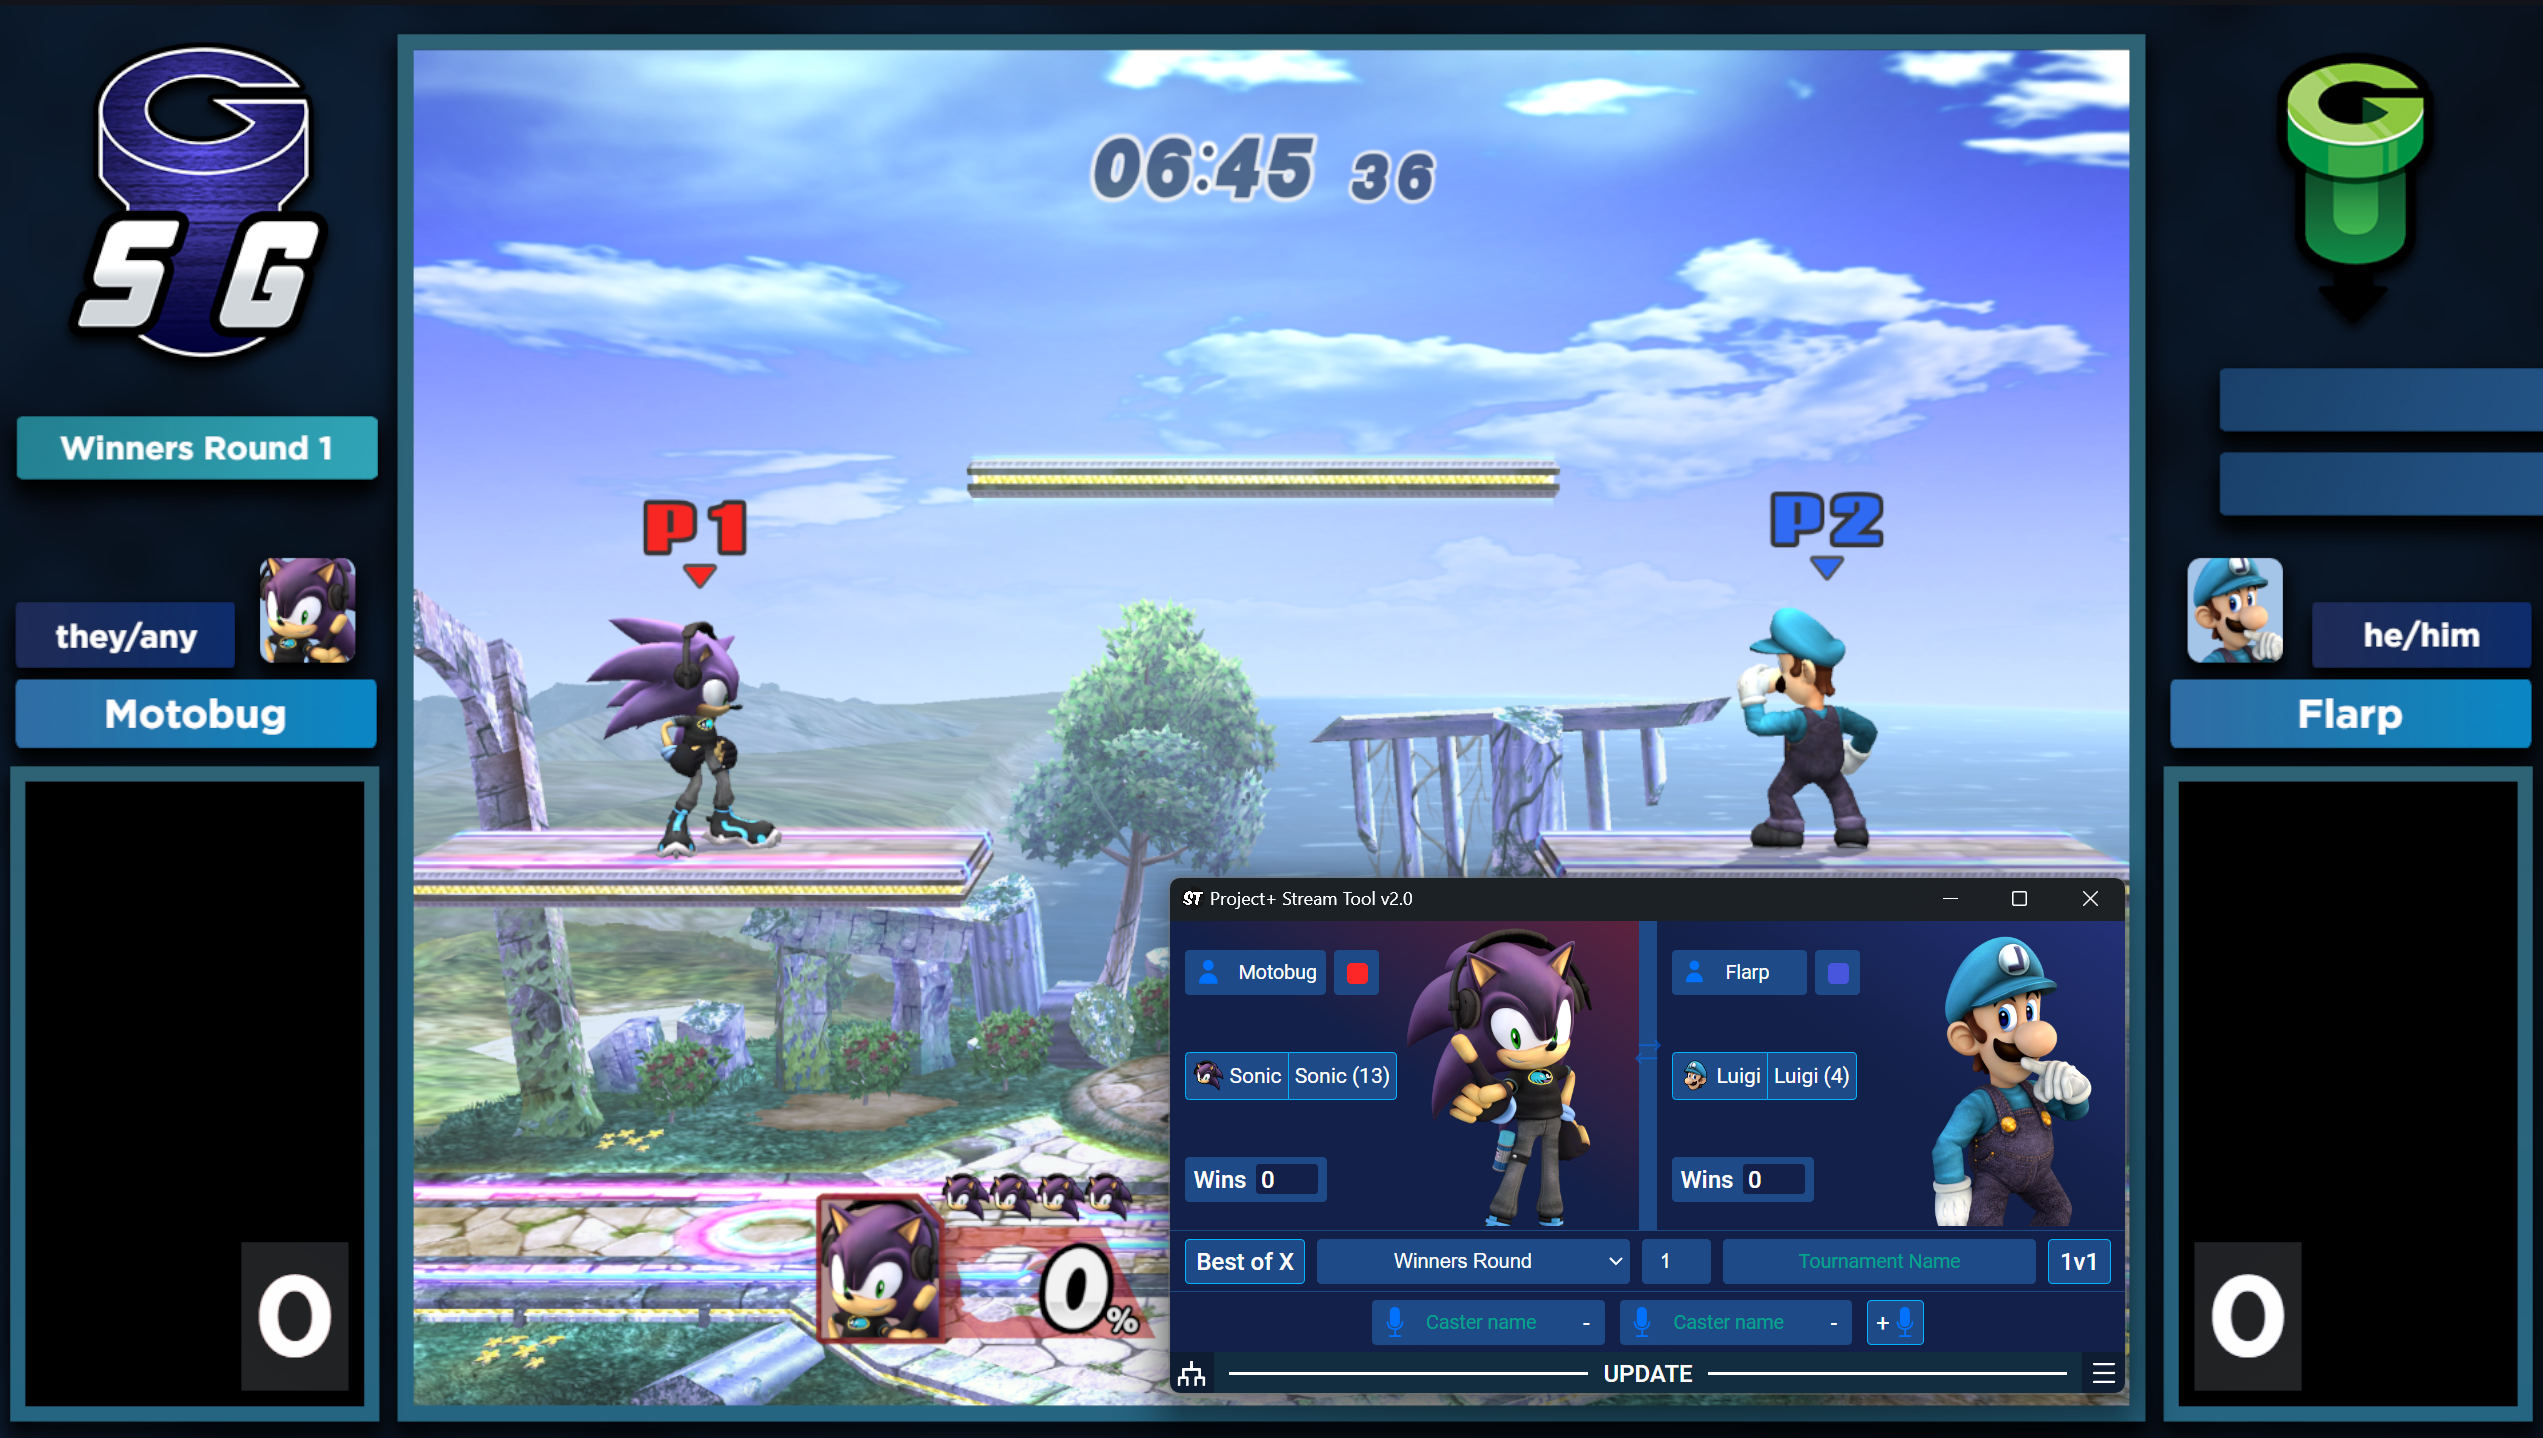 G
SG
Winners Round 1
they/any
Motobug
0
06:45 36
P1
P2
0%
G
he/him
Flarp
0
ST Project+ Stream Tool v2.0
Motobug
Flarp
Sonic Sonic (13)
Luigi Luigi (4)
Wins 0
Wins 0
Best of X Winners Round 1 Tournament Name 1v1
Caster name - Caster name - +
UPDATE